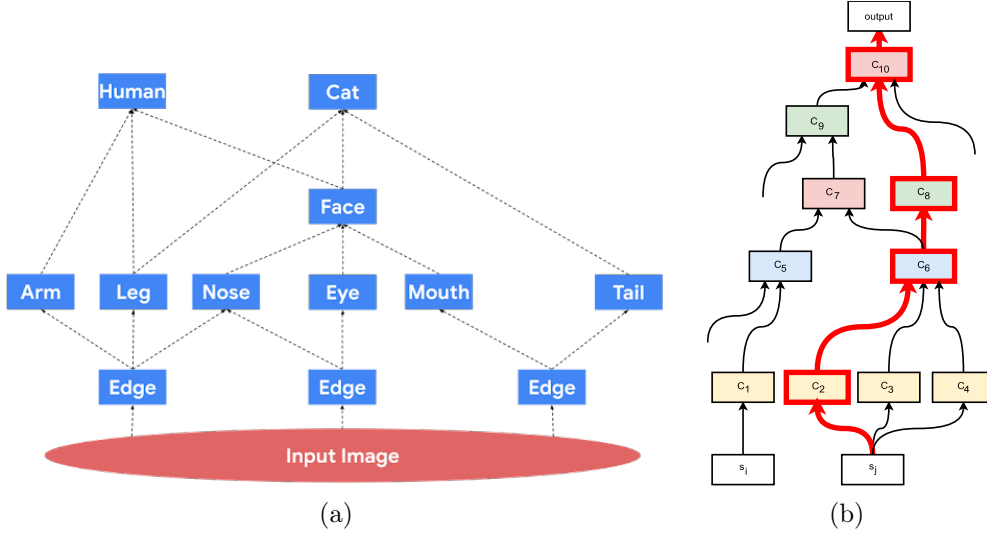 Human Cat
Face
Arm Leg Nose Eye Mouth Tail
Edge Edge Edge
Input Image
(a)
output
C10
C9
C7 C8
C5 C6
C1 C2 C3 C4
si sj
(b)